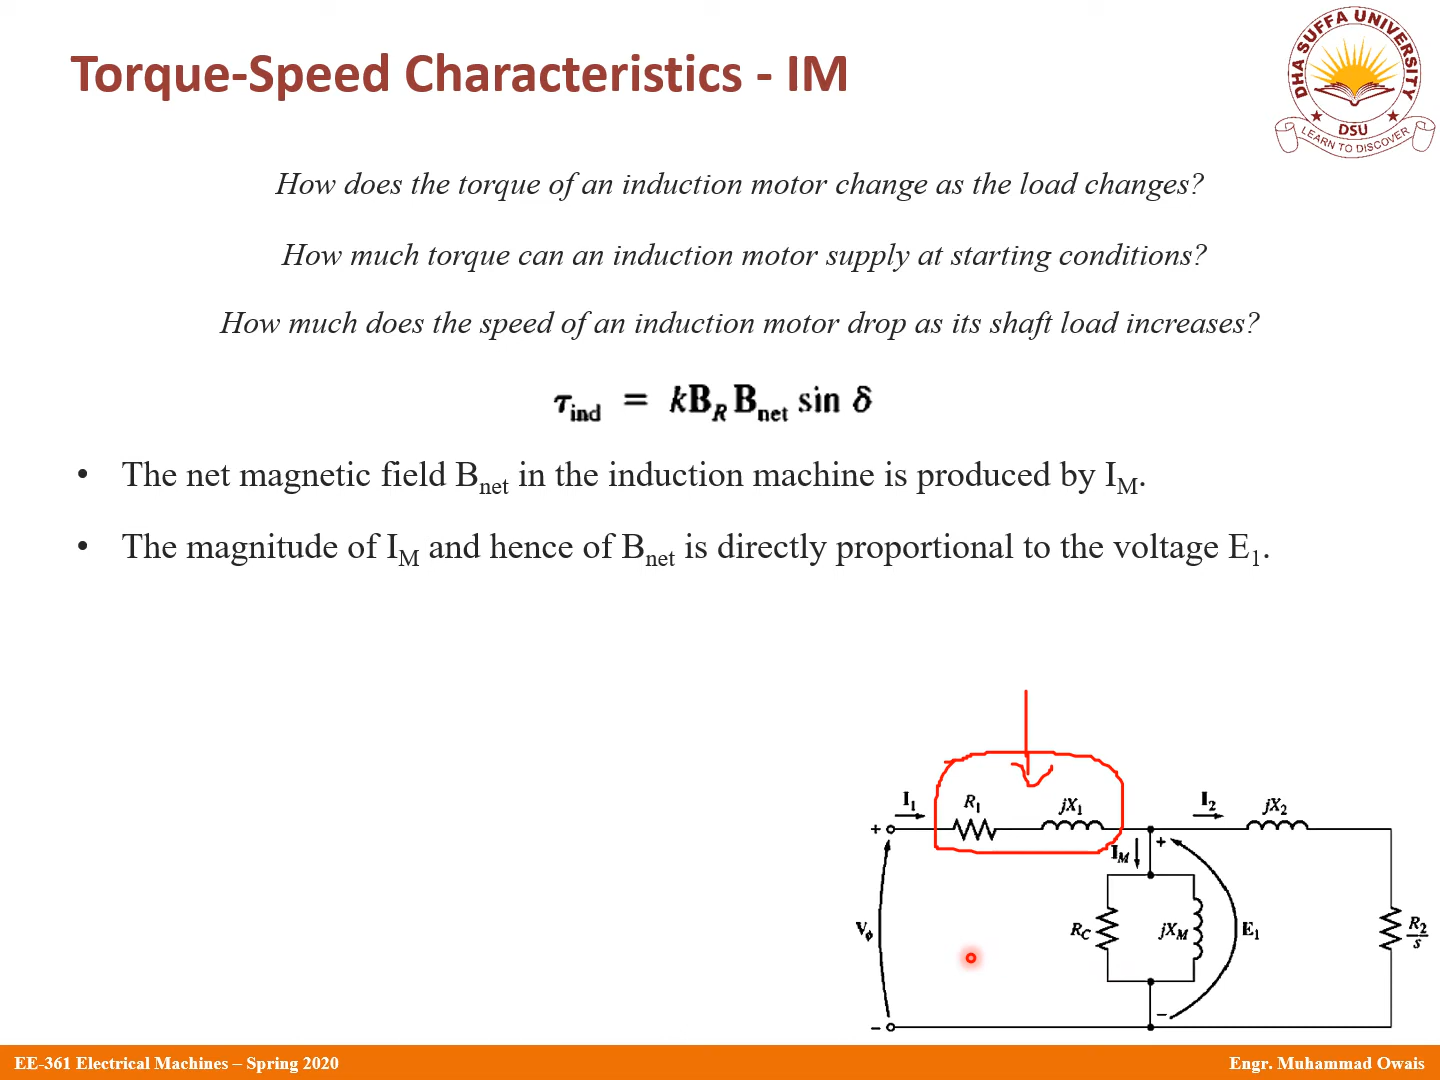 Torque-Speed Characteristics - IM
DHA SUFFA UNIVERSITY
DSU
LEARN TO DISCOVER
How does the torque of an induction motor change as the load changes?
How much torque can an induction motor supply at starting conditions?
How much does the speed of an induction motor drop as its shaft load increases?
τind = kBR Bnet sin δ
• The net magnetic field Bnet in the induction machine is produced by IM.
• The magnitude of IM and hence of Bnet is directly proportional to the voltage E1.
I1 R1 jX1 I2 jX2
+ IM +
Vϕ RC jXM E1 R2/s
− −
EE-361 Electrical Machines – Spring 2020 Engr. Muhammad Owais